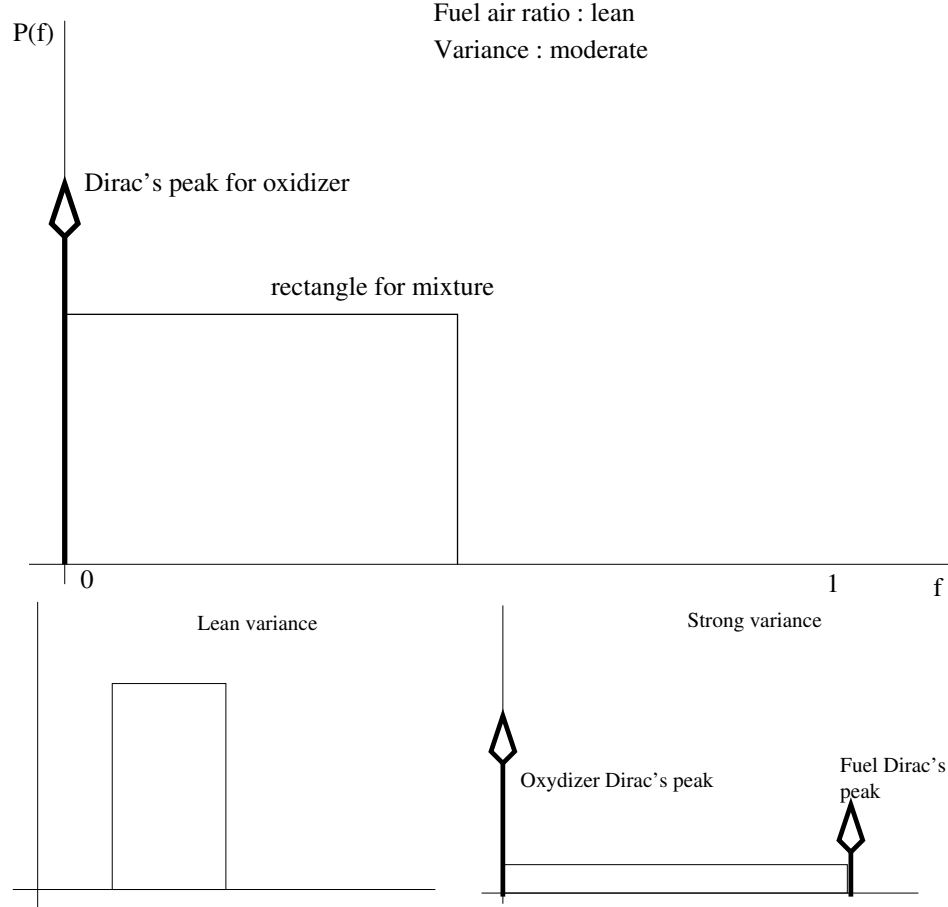 Fuel air ratio : lean
P(f)
Variance : moderate
Dirac's peak for oxidizer
rectangle for mixture
0
1
f
Lean variance
Strong variance
Oxydizer Dirac's peak
Fuel Dirac's
peak